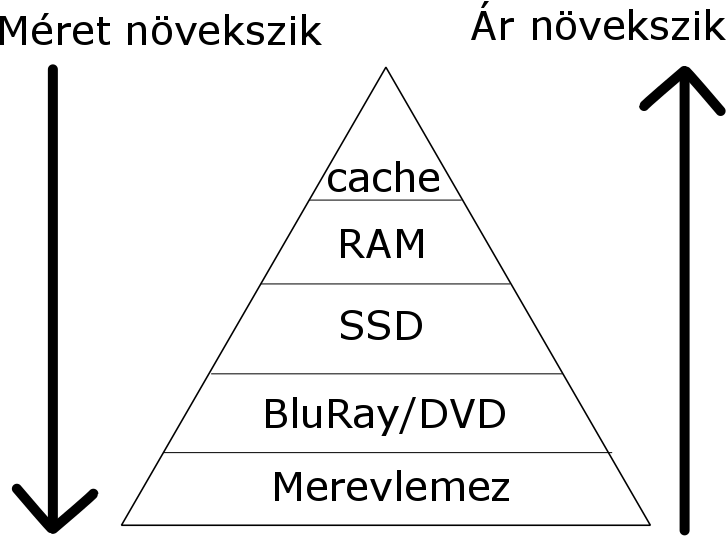 Méret növekszik
Ár növekszik
cache
RAM
SSD
BluRay/DVD
Merevlemez